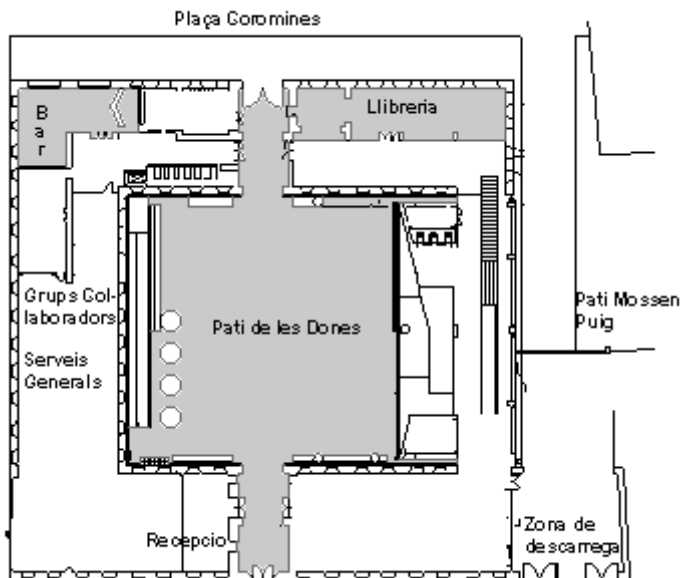 Plaça Coromines
Bar
Llibreria
Grups Col-
laboradors
Serveis
Generals
Pati de les Dones
Pati Mossen
Puig
Recepcio
Zona de
descarrega